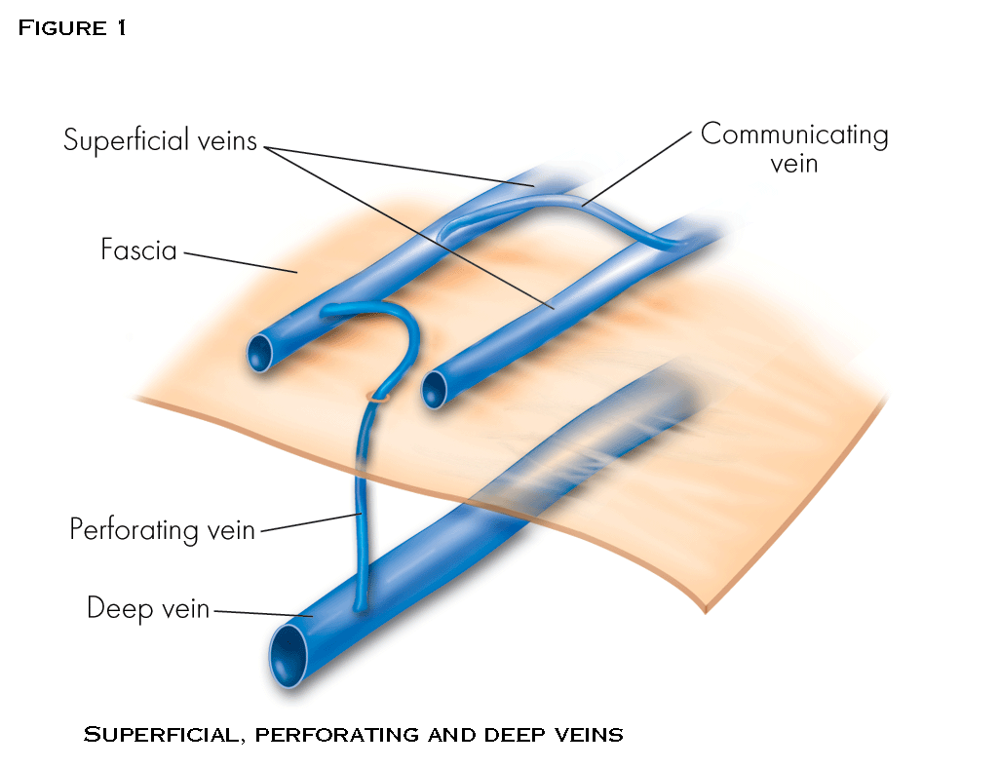 Figure 1
Superficial veins
Communicating
vein
Fascia
Perforating vein
Deep vein
Superficial, perforating and deep veins